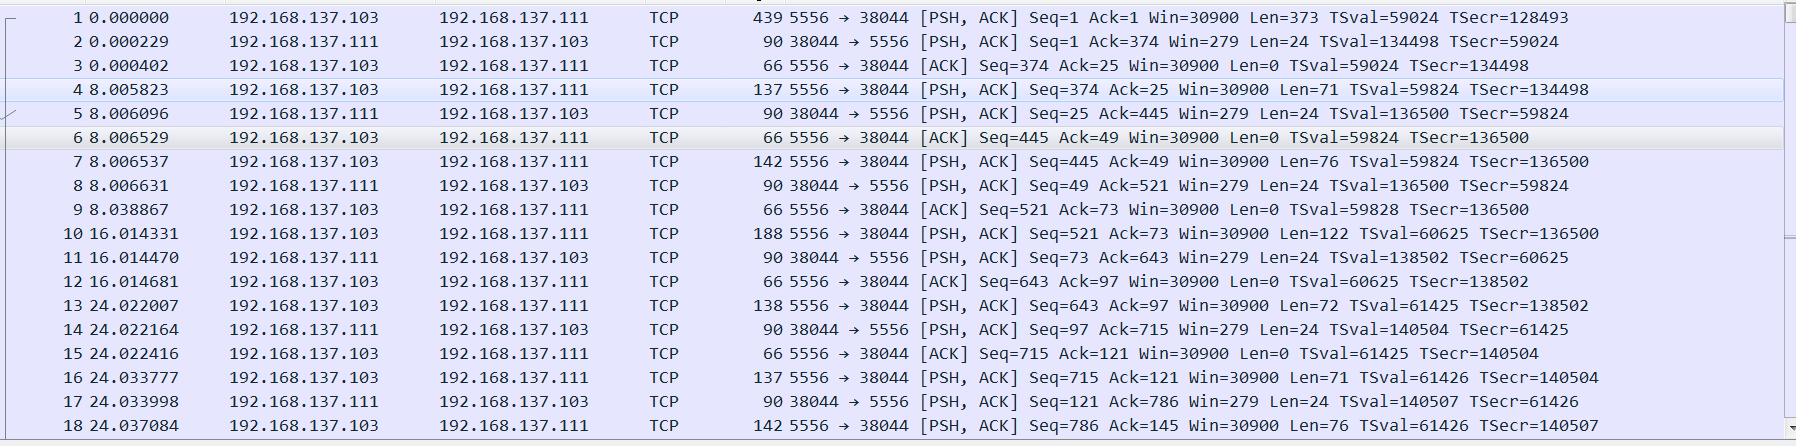 1 0.000000 192.168.137.103 192.168.137.111 TCP 439 5556 → 38044 [PSH, ACK] Seq=1 Ack=1 Win=30900 Len=373 TSval=59024 TSecr=128493
2 0.000229 192.168.137.111 192.168.137.103 TCP 90 38044 → 5556 [PSH, ACK] Seq=1 Ack=374 Win=279 Len=24 TSval=134498 TSecr=59024
3 0.000402 192.168.137.103 192.168.137.111 TCP 66 5556 → 38044 [ACK] Seq=374 Ack=25 Win=30900 Len=0 TSval=59024 TSecr=134498
4 8.005823 192.168.137.103 192.168.137.111 TCP 137 5556 → 38044 [PSH, ACK] Seq=374 Ack=25 Win=30900 Len=71 TSval=59824 TSecr=134498
5 8.006096 192.168.137.111 192.168.137.103 TCP 90 38044 → 5556 [PSH, ACK] Seq=25 Ack=445 Win=279 Len=24 TSval=136500 TSecr=59824
6 8.006529 192.168.137.103 192.168.137.111 TCP 66 5556 → 38044 [ACK] Seq=445 Ack=49 Win=30900 Len=0 TSval=59824 TSecr=136500
7 8.006537 192.168.137.103 192.168.137.111 TCP 142 5556 → 38044 [PSH, ACK] Seq=445 Ack=49 Win=30900 Len=76 TSval=59824 TSecr=136500
8 8.006631 192.168.137.111 192.168.137.103 TCP 90 38044 → 5556 [PSH, ACK] Seq=49 Ack=521 Win=279 Len=24 TSval=136500 TSecr=59824
9 8.038867 192.168.137.103 192.168.137.111 TCP 66 5556 → 38044 [ACK] Seq=521 Ack=73 Win=30900 Len=0 TSval=59828 TSecr=136500
10 16.014331 192.168.137.103 192.168.137.111 TCP 188 5556 → 38044 [PSH, ACK] Seq=521 Ack=73 Win=30900 Len=122 TSval=60625 TSecr=136500
11 16.014470 192.168.137.111 192.168.137.103 TCP 90 38044 → 5556 [PSH, ACK] Seq=73 Ack=643 Win=279 Len=24 TSval=138502 TSecr=60625
12 16.014681 192.168.137.103 192.168.137.111 TCP 66 5556 → 38044 [ACK] Seq=643 Ack=97 Win=30900 Len=0 TSval=60625 TSecr=138502
13 24.022007 192.168.137.103 192.168.137.111 TCP 138 5556 → 38044 [PSH, ACK] Seq=643 Ack=97 Win=30900 Len=72 TSval=61425 TSecr=138502
14 24.022164 192.168.137.111 192.168.137.103 TCP 90 38044 → 5556 [PSH, ACK] Seq=97 Ack=715 Win=279 Len=24 TSval=140504 TSecr=61425
15 24.022416 192.168.137.103 192.168.137.111 TCP 66 5556 → 38044 [ACK] Seq=715 Ack=121 Win=30900 Len=0 TSval=61425 TSecr=140504
16 24.033777 192.168.137.103 192.168.137.111 TCP 137 5556 → 38044 [PSH, ACK] Seq=715 Ack=121 Win=30900 Len=71 TSval=61426 TSecr=140504
17 24.033998 192.168.137.111 192.168.137.103 TCP 90 38044 → 5556 [PSH, ACK] Seq=121 Ack=786 Win=279 Len=24 TSval=140507 TSecr=61426
18 24.037084 192.168.137.103 192.168.137.111 TCP 142 5556 → 38044 [PSH, ACK] Seq=786 Ack=145 Win=30900 Len=76 TSval=61426 TSecr=140507